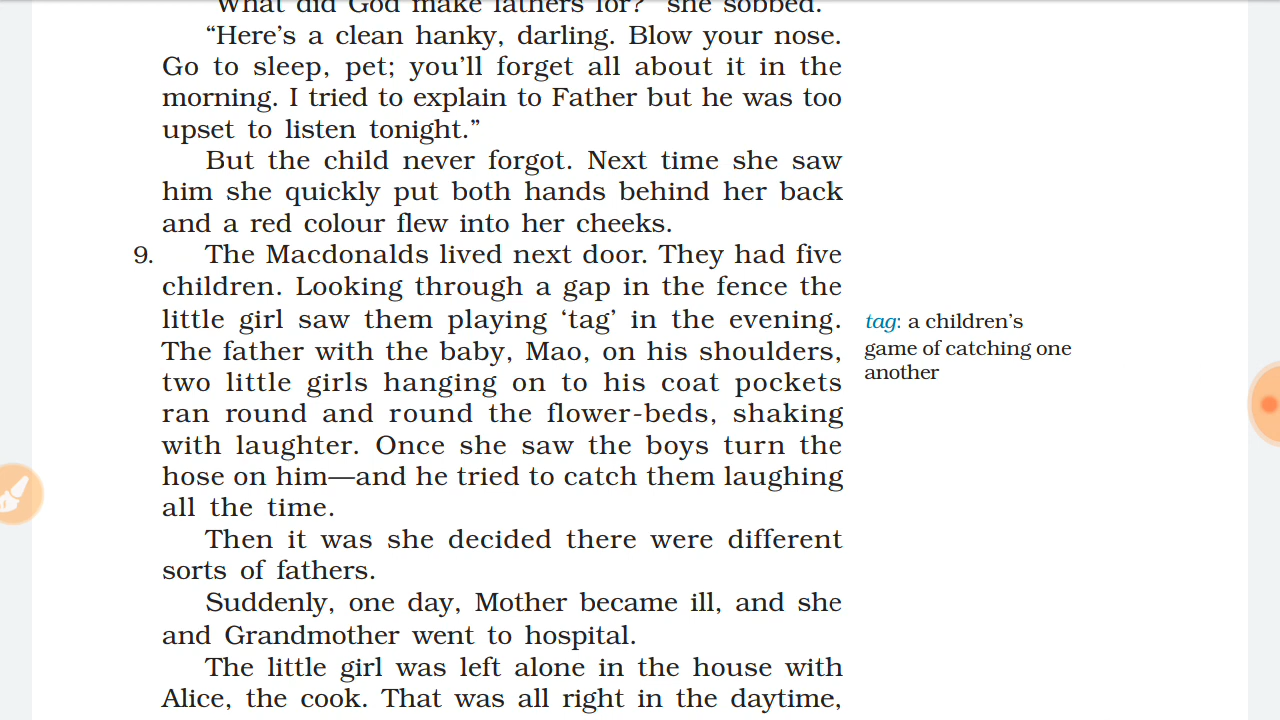 "What did God make fathers for?" she sobbed.
“Here’s a clean hanky, darling. Blow your nose.
Go to sleep, pet; you’ll forget all about it in the
morning. I tried to explain to Father but he was too
upset to listen tonight.”
But the child never forgot. Next time she saw
him she quickly put both hands behind her back
and a red colour flew into her cheeks.
9. The Macdonalds lived next door. They had five
children. Looking through a gap in the fence the
little girl saw them playing ‘tag’ in the evening.
The father with the baby, Mao, on his shoulders,
two little girls hanging on to his coat pockets
ran round and round the flower-beds, shaking
with laughter. Once she saw the boys turn the
hose on him—and he tried to catch them laughing
all the time.
Then it was she decided there were different
sorts of fathers.
Suddenly, one day, Mother became ill, and she
and Grandmother went to hospital.
The little girl was left alone in the house with
Alice, the cook. That was all right in the daytime,
tag: a children’s
game of catching one
another